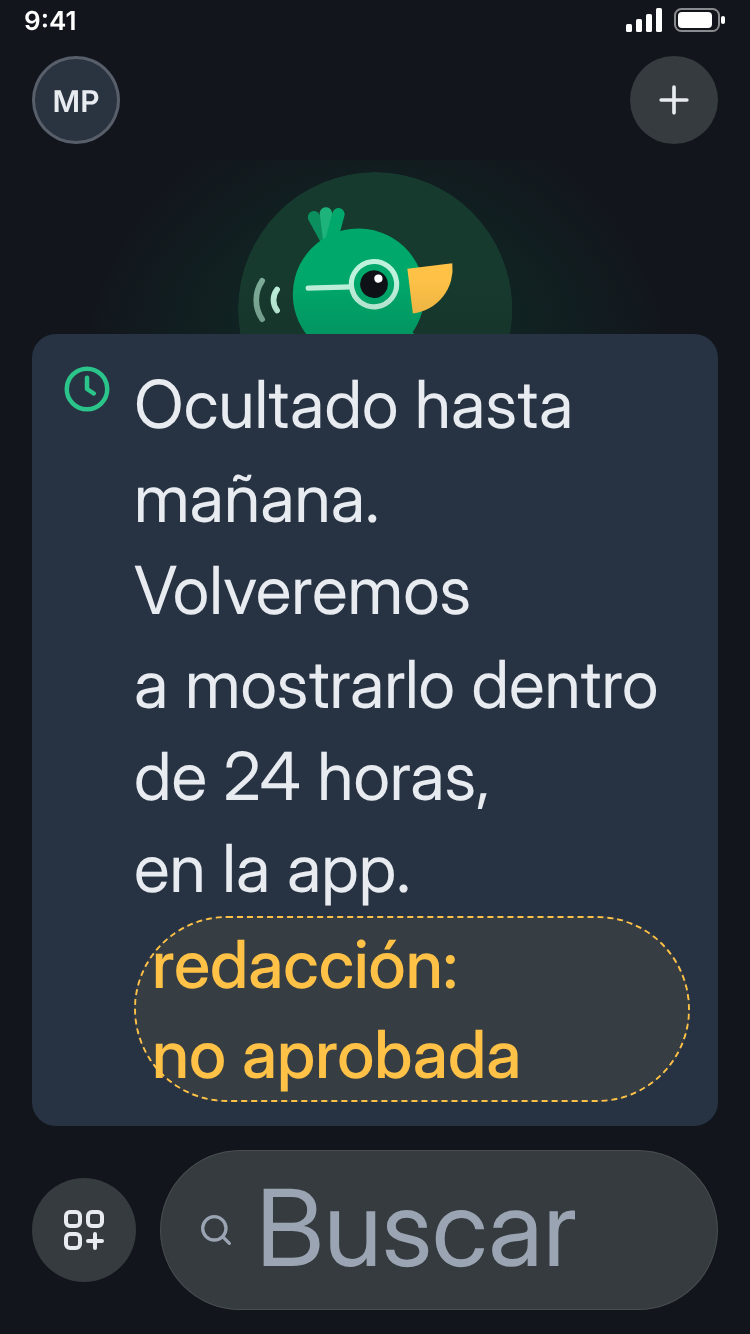 9:41
MP
Ocultado hasta
mañana.
Volveremos
a mostrarlo dentro
de 24 horas,
en la app.
redacción:
no aprobada
Buscar